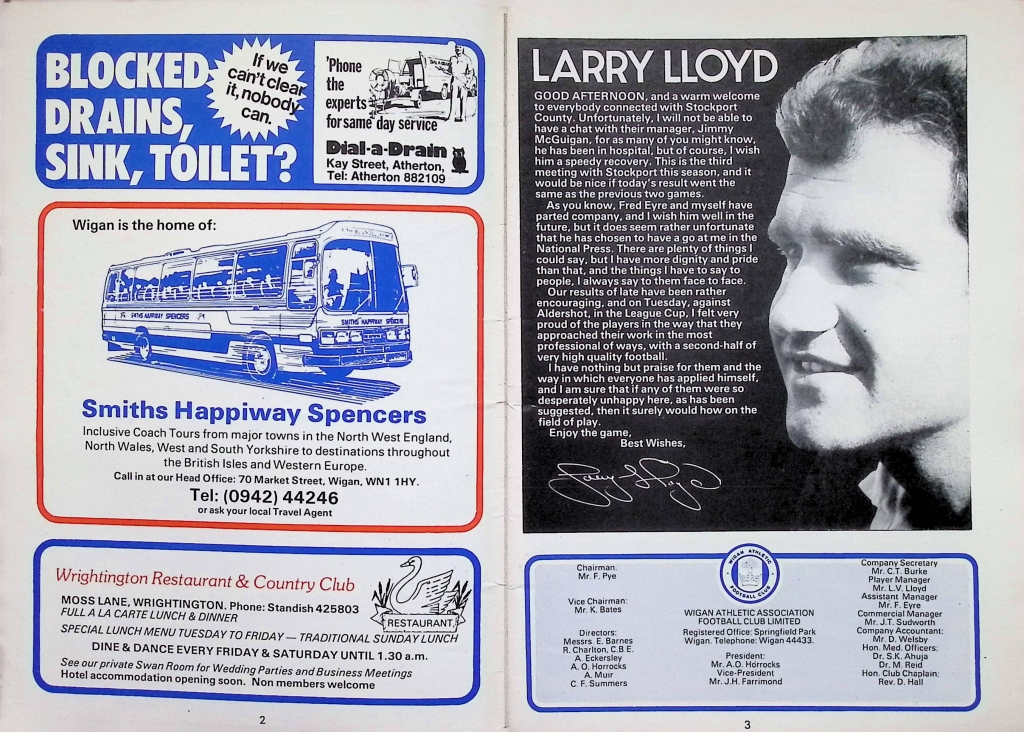 BLOCKED
DRAINS,
SINK, TOILET?
If we
can't clear
it, nobody
can.
'Phone
the
experts
for same day service
Dial-a-Drain
Kay Street, Atherton,
Tel: Atherton 882109
Wigan is the home of:
SMITHS HAPPIWAY SPENCERS
SMITHS HAPPIWAY SPENCERS
Smiths Happiway Spencers
Inclusive Coach Tours from major towns in the North West England,
North Wales, West and South Yorkshire to destinations throughout
the British Isles and Western Europe.
Call in at our Head Office: 70 Market Street, Wigan, WN1 1HY.
Tel: (0942) 44246
or ask your local Travel Agent
Wrightington Restaurant & Country Club
MOSS LANE, WRIGHTINGTON. Phone: Standish 425803
FULL A LA CARTE LUNCH & DINNER
RESTAURANT
SPECIAL LUNCH MENU TUESDAY TO FRIDAY — TRADITIONAL SUNDAY LUNCH
DINE & DANCE EVERY FRIDAY & SATURDAY UNTIL 1.30 a.m.
See our private Swan Room for Wedding Parties and Business Meetings
Hotel accommodation opening soon. Non members welcome
2
LARRY LLOYD
GOOD AFTERNOON, and a warm welcome
to everybody connected with Stockport
County. Unfortunately, I will not be able to
have a chat with their manager, Jimmy
McGuigan, for as many of you might know,
he has been in hospital, but of course, I wish
him a speedy recovery. This is the third
meeting with Stockport this season, and it
would be nice if today's result went the
same as the previous two games.
As you know, Fred Eyre and myself have
parted company, and I wish him well in the
future, but it does seem rather unfortunate
that he has chosen to have a go at me in the
National Press. There are plenty of things I
could say, but I have more dignity and pride
than that, and the things I have to say to
people, I always say to them face to face.
Our results of late have been rather
encouraging, and on Tuesday, against
Aldershot, in the League Cup, I felt very
proud of the players in the way that they
approached their work in the most
professional of ways, with a second-half of
very high quality football.
I have nothing but praise for them and the
way in which everyone has applied himself,
and I am sure that if any of them were so
desperately unhappy here, as has been
suggested, then it surely would how on the
field of play.
Enjoy the game,
Best Wishes,
Larry Lloyd
Chairman.
Mr. F. Pye
Vice Chairman:
Mr. K. Bates
Directors:
Messrs E. Barnes
R. Charlton, C.B.E.
A. Eckersley
A. O. Horrocks
A. Muir
C. F. Summers
WIGAN ATHLETIC
FOOTBALL CLUB
WIGAN ATHLETIC ASSOCIATION
FOOTBALL CLUB LIMITED
Registered Office: Springfield Park
Wigan. Telephone: Wigan 44433.
President:
Mr. A.O. Horrocks
Vice-President
Mr. J.H. Farrimond
Company Secretary
Mr. C.T. Burke
Player Manager
Mr. L.V. Lloyd
Assistant Manager
Mr. F. Eyre
Commercial Manager
Mr. J.T. Sudworth
Company Accountant:
Mr. D. Welsby
Hon. Med. Officers:
Dr. S.K. Ahuja
Dr. M. Reid
Hon. Club Chaplain:
Rev. D. Hall
3